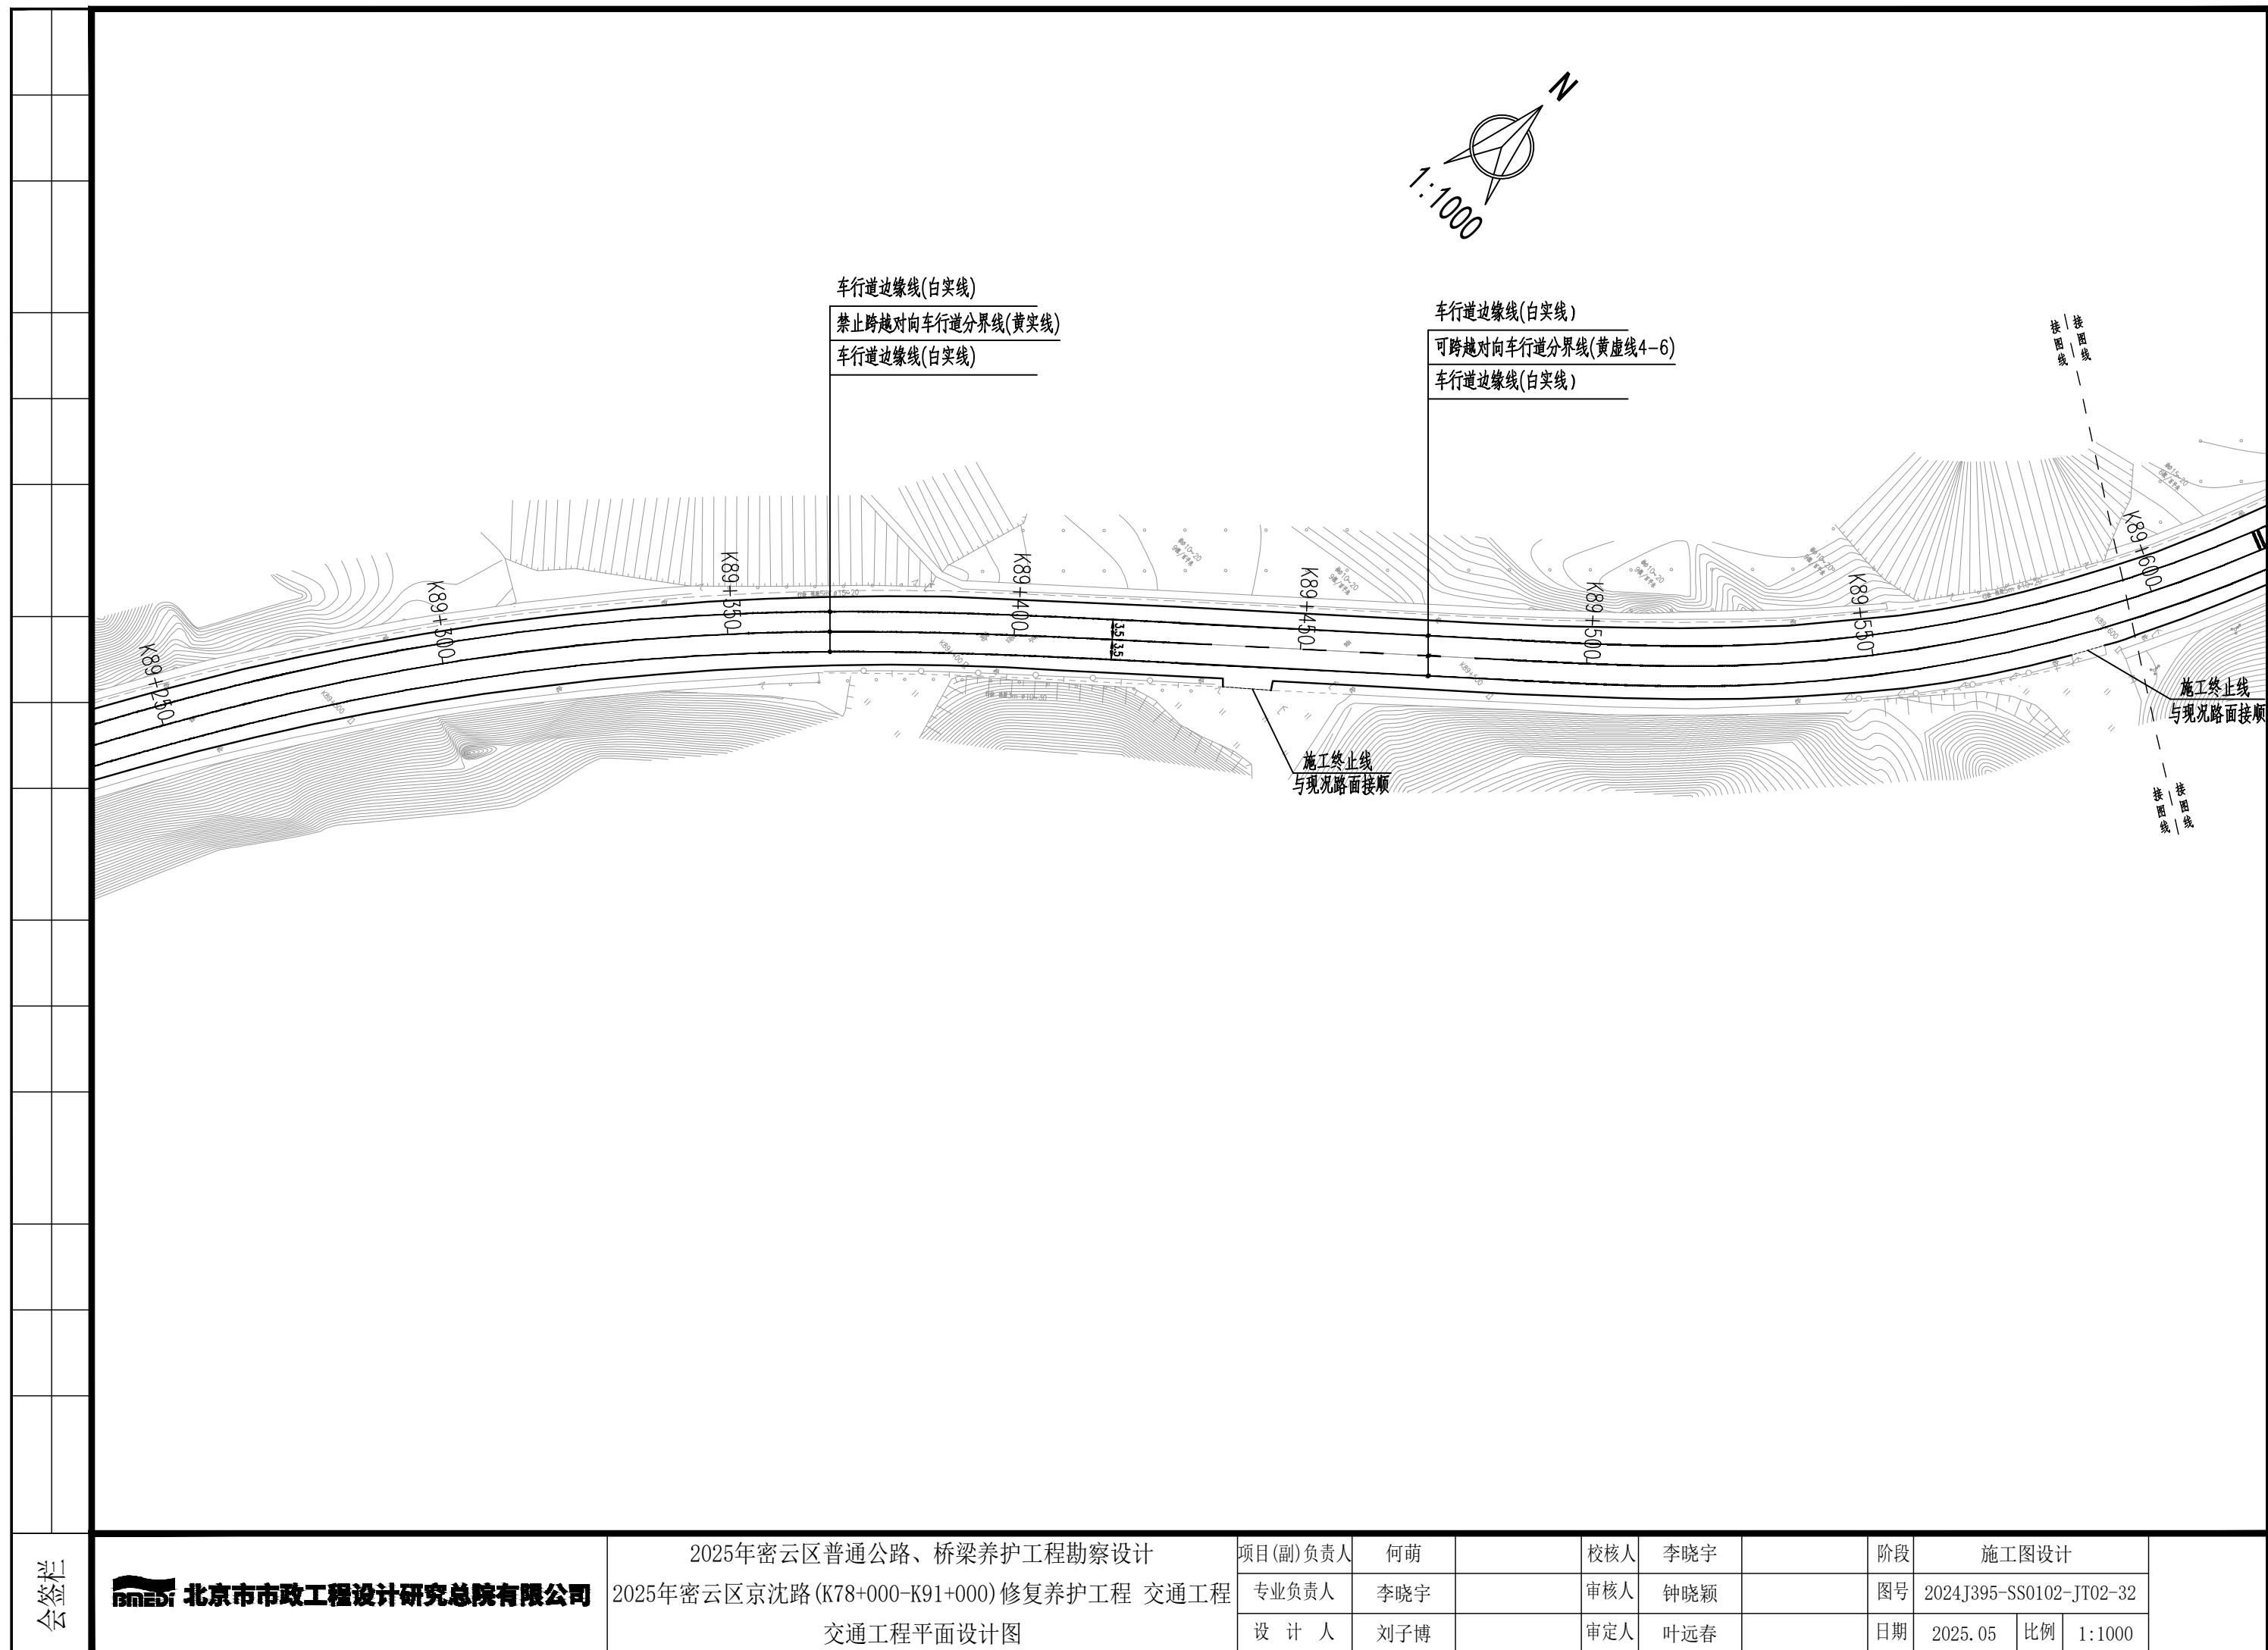 N
1:1000
车行道边缘线(白实线)
禁止跨越对向车行道分界线(黄实线)
车行道边缘线(白实线)
车行道边缘线(白实线)
可跨越对向车行道分界线(黄虚线4-6)
车行道边缘线(白实线)
接图线
接图线
K89+250
K89+300
K89+350
K89+400
K89+450
K89+500
K89+550
K89+600
3.5
3.5
施工终止线
与现况路面接顺
施工终止线
与现况路面接顺
接图线
接图线
会签栏
北京市市政工程设计研究总院有限公司
2025年密云区普通公路、桥梁养护工程勘察设计
2025年密云区京沈路(K78+000-K91+000)修复养护工程 交通工程
交通工程平面设计图
项目(副)负责人 何萌 校核人 李晓宇 阶段 施工图设计
专业负责人 李晓宇 审核人 钟晓颖 图号 2024J395-SS0102-JT02-32
设 计 人 刘子博 审定人 叶远春 日期 2025.05 比例 1:1000